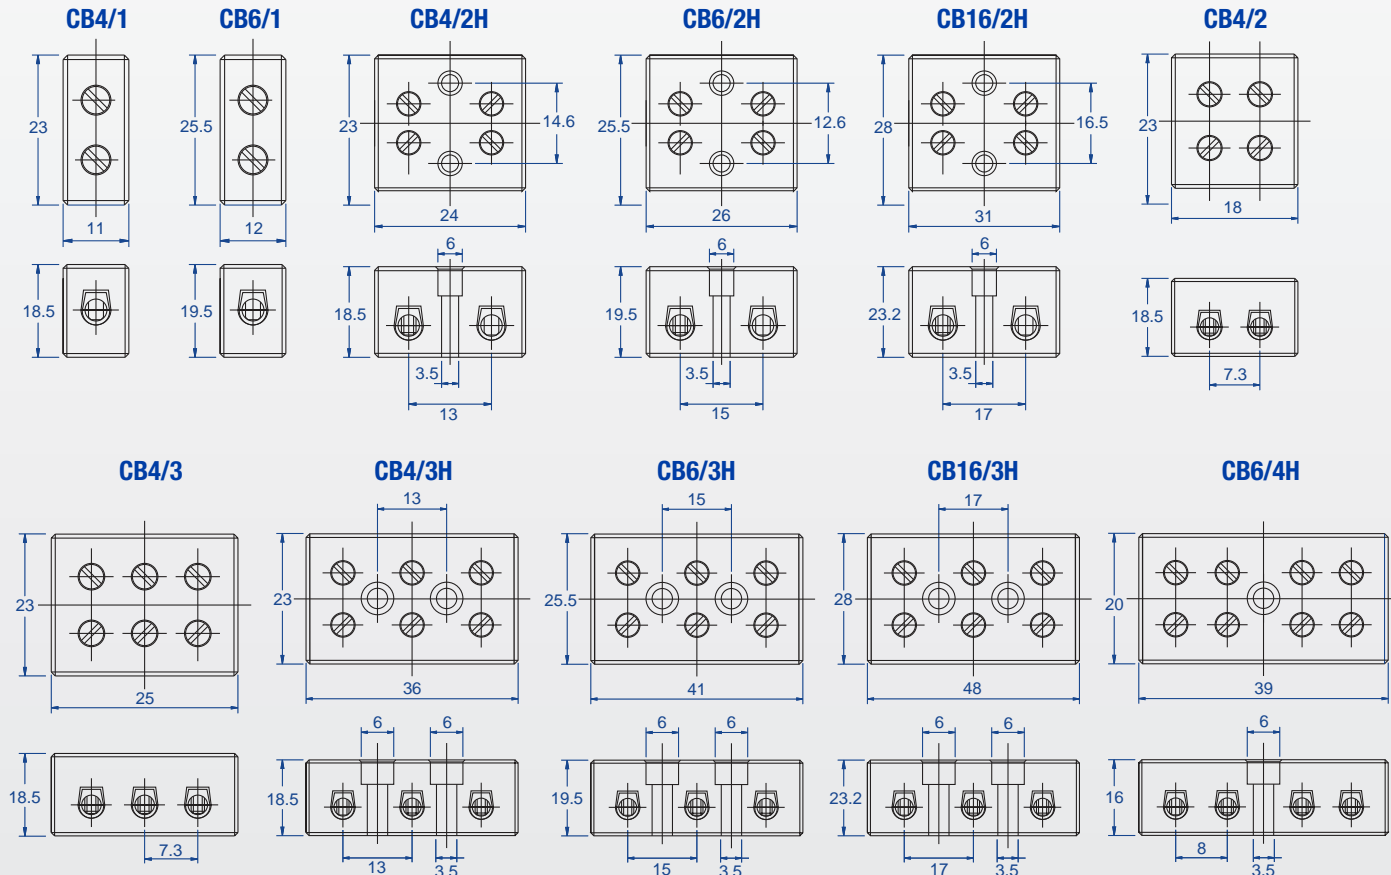 CB4/1 CB6/1 CB4/2H CB6/2H CB16/2H CB4/2
23 25.5 23 14.6 25.5 12.6 28 16.5 23
11 12 24 26 31 18
6 6 6
18.5 19.5 18.5 19.5 23.2 18.5
3.5 3.5 3.5 7.3
13 15 17
CB4/3 CB4/3H CB6/3H CB16/3H CB6/4H
13 15 17
23 23 25.5 28 20
25 36 41 48 39
6 6 6 6 6 6 6
18.5 18.5 19.5 23.2 16
7.3 13 3.5 15 3.5 17 3.5 8 3.5